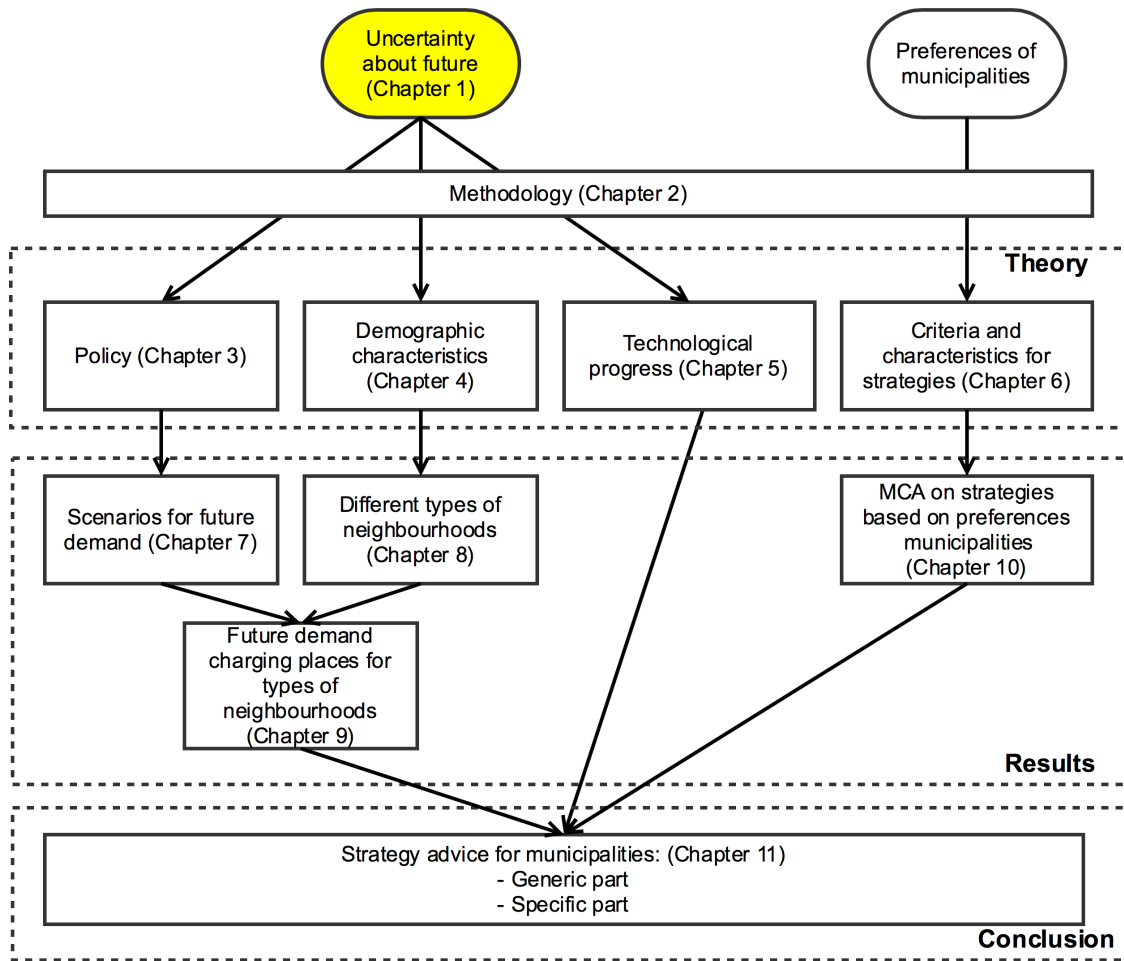 Uncertainty
about future
(Chapter 1)
Preferences of
municipalities
Methodology (Chapter 2)
Theory
Policy (Chapter 3)
Demographic
characteristics
(Chapter 4)
Technological
progress (Chapter 5)
Criteria and
characteristics for
strategies (Chapter 6)
Scenarios for future
demand (Chapter 7)
Different types of
neighbourhoods
(Chapter 8)
MCA on strategies
based on preferences
municipalities
(Chapter 10)
Future demand
charging places for
types of
neighbourhoods
(Chapter 9)
Results
Strategy advice for municipalities: (Chapter 11)
- Generic part
- Specific part
Conclusion